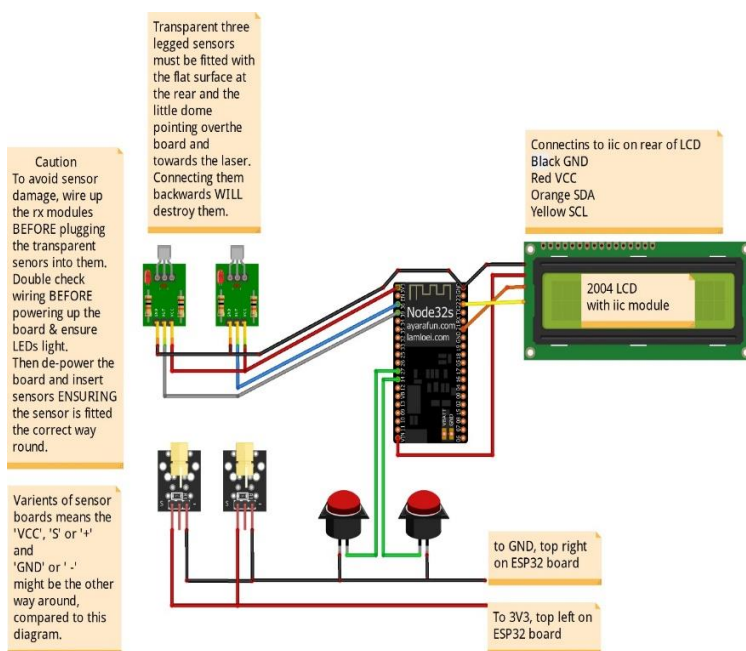 Transparent three
legged sensors
must be fitted with
the flat surface at
the rear and the
little dome
pointing overthe
board and
towards the laser.
Connecting them
backwards WILL
destroy them.
Caution
To avoid sensor
damage, wire up
the rx modules
BEFORE plugging
the transparent
senors into them.
Double check
wiring BEFORE
powering up the
board & ensure
LEDs light.
Then de-power the
board and insert
sensors ENSURING
the sensor is fitted
the correct way
round.
Connectins to iic on rear of LCD
Black GND
Red VCC
Orange SDA
Yellow SCL
2004 LCD
with iic module
Node32s
ayarafun.com
lamloei.com
VBATT
GND
Varients of sensor
boards means the
'VCC', 'S' or '+'
and
'GND' or ' -'
might be the other
way around,
compared to this
diagram.
S
-
S
-
to GND, top right
on ESP32 board
To 3V3, top left on
ESP32 board